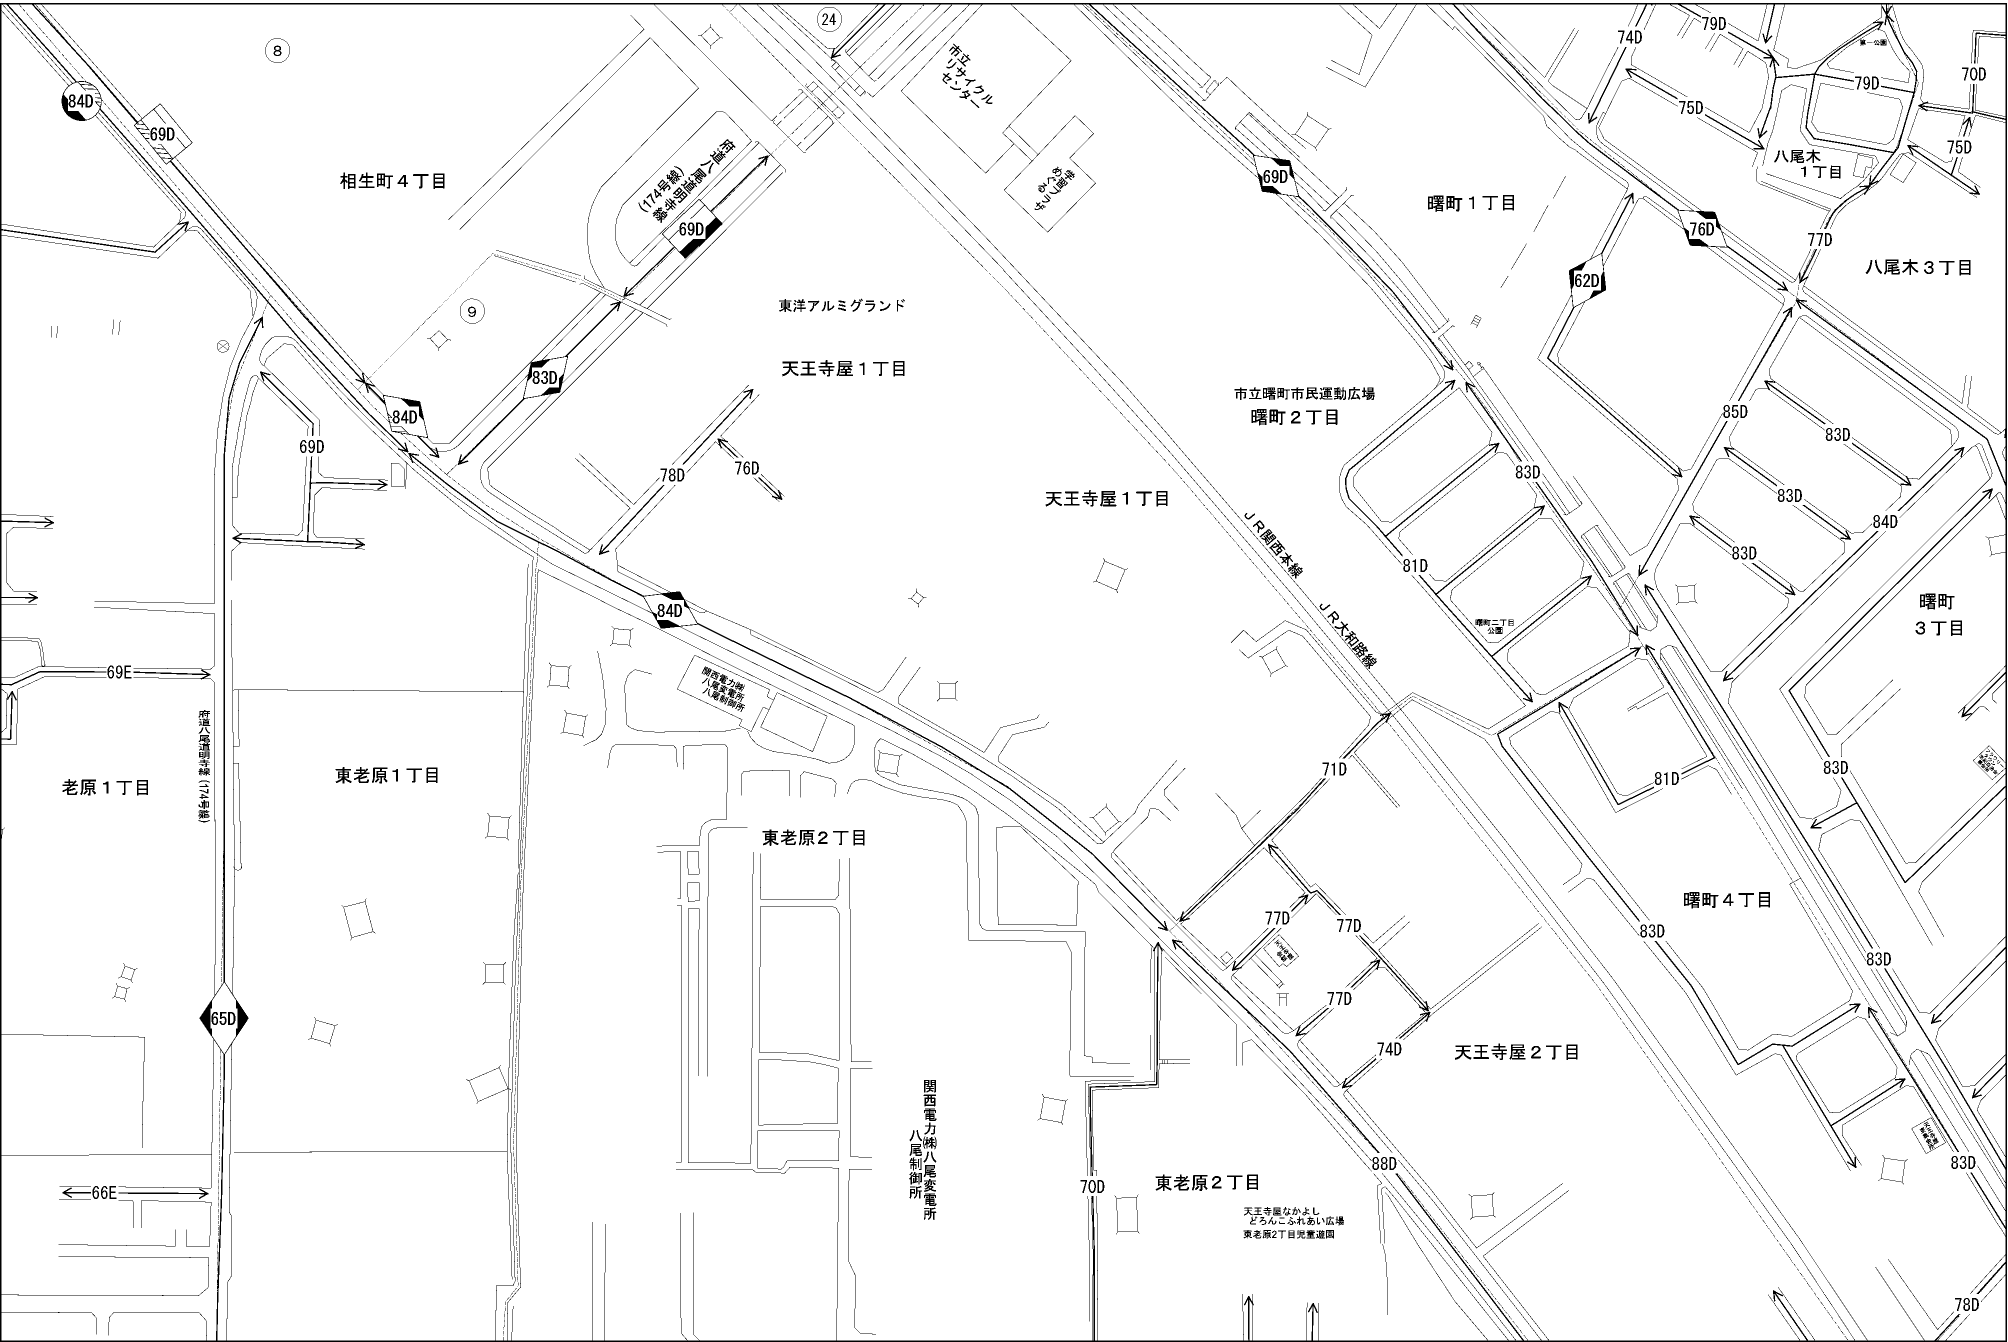 24
8
79D
74D
第一公園
70D
79D
84D
69D
市立
リサイクル
センター
75D
75D
八尾木
1丁目
府道八尾道明寺線
(174号線)
学習プラザ
めぐる
相生町4丁目
69D
曙町1丁目
69D
76D
77D
八尾木3丁目
62D
9
東洋アルミグランド
83D
天王寺屋1丁目
市立曙町市民運動広場
曙町2丁目
84D
85D
83D
69D
78D
76D
83D
83D
天王寺屋1丁目
84D
JR関西本線
83D
81D
84D
曙町
3丁目
曙町二丁目
公園
JR大和路線
69E
関西電力㈱
八尾変電所
八尾制御所
府道八尾道明寺線(174号線)
老原1丁目
東老原1丁目
71D
81D
83D
東老原2丁目
曙町4丁目
77D
77D
83D
83D
65D
77D
74D
天王寺屋2丁目
関西電力㈱八尾変電所
八尾制御所
66E
70D
東老原2丁目
88D
83D
天王寺屋なかよし
どろんこふれあい広場
東老原2丁目児童遊園
78D